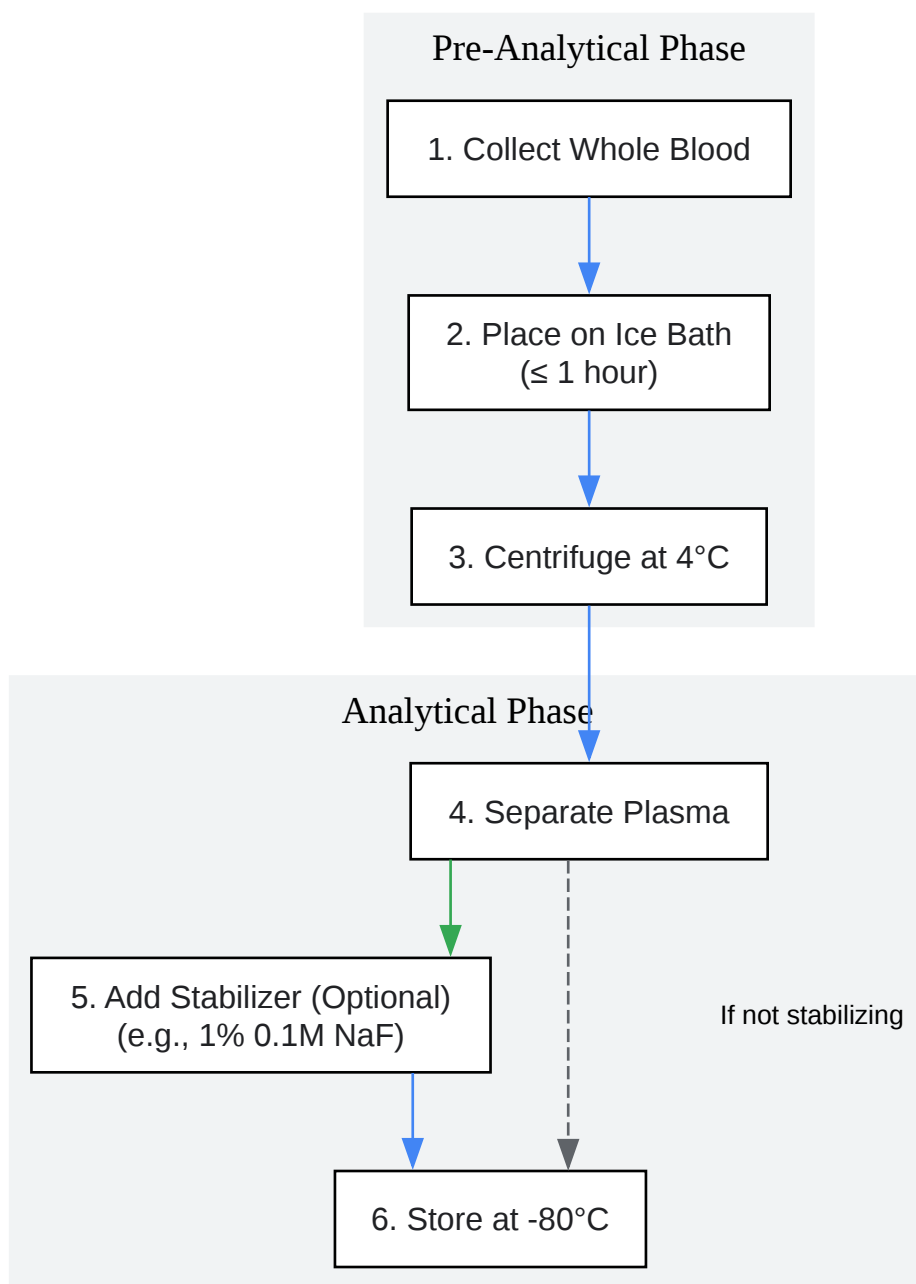 Pre-Analytical Phase
1. Collect Whole Blood
2. Place on Ice Bath
(≤ 1 hour)
3. Centrifuge at 4°C
Analytical Phase
4. Separate Plasma
5. Add Stabilizer (Optional)
(e.g., 1% 0.1M NaF)
If not stabilizing
6. Store at -80°C